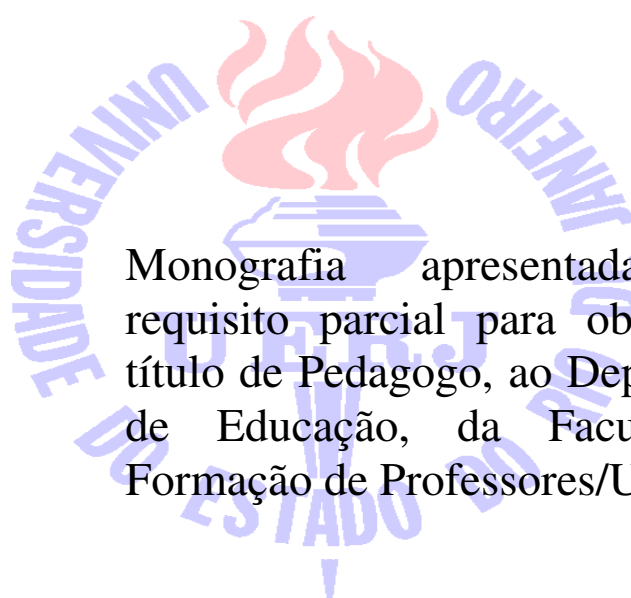 UNIVERSIDADE DO ESTADO DO RIO DE JANEIRO
UERJ
Monografia apresentada
requisito parcial para ob
título de Pedagogo, ao Dep
de Educação, da Facu
Formação de Professores/U